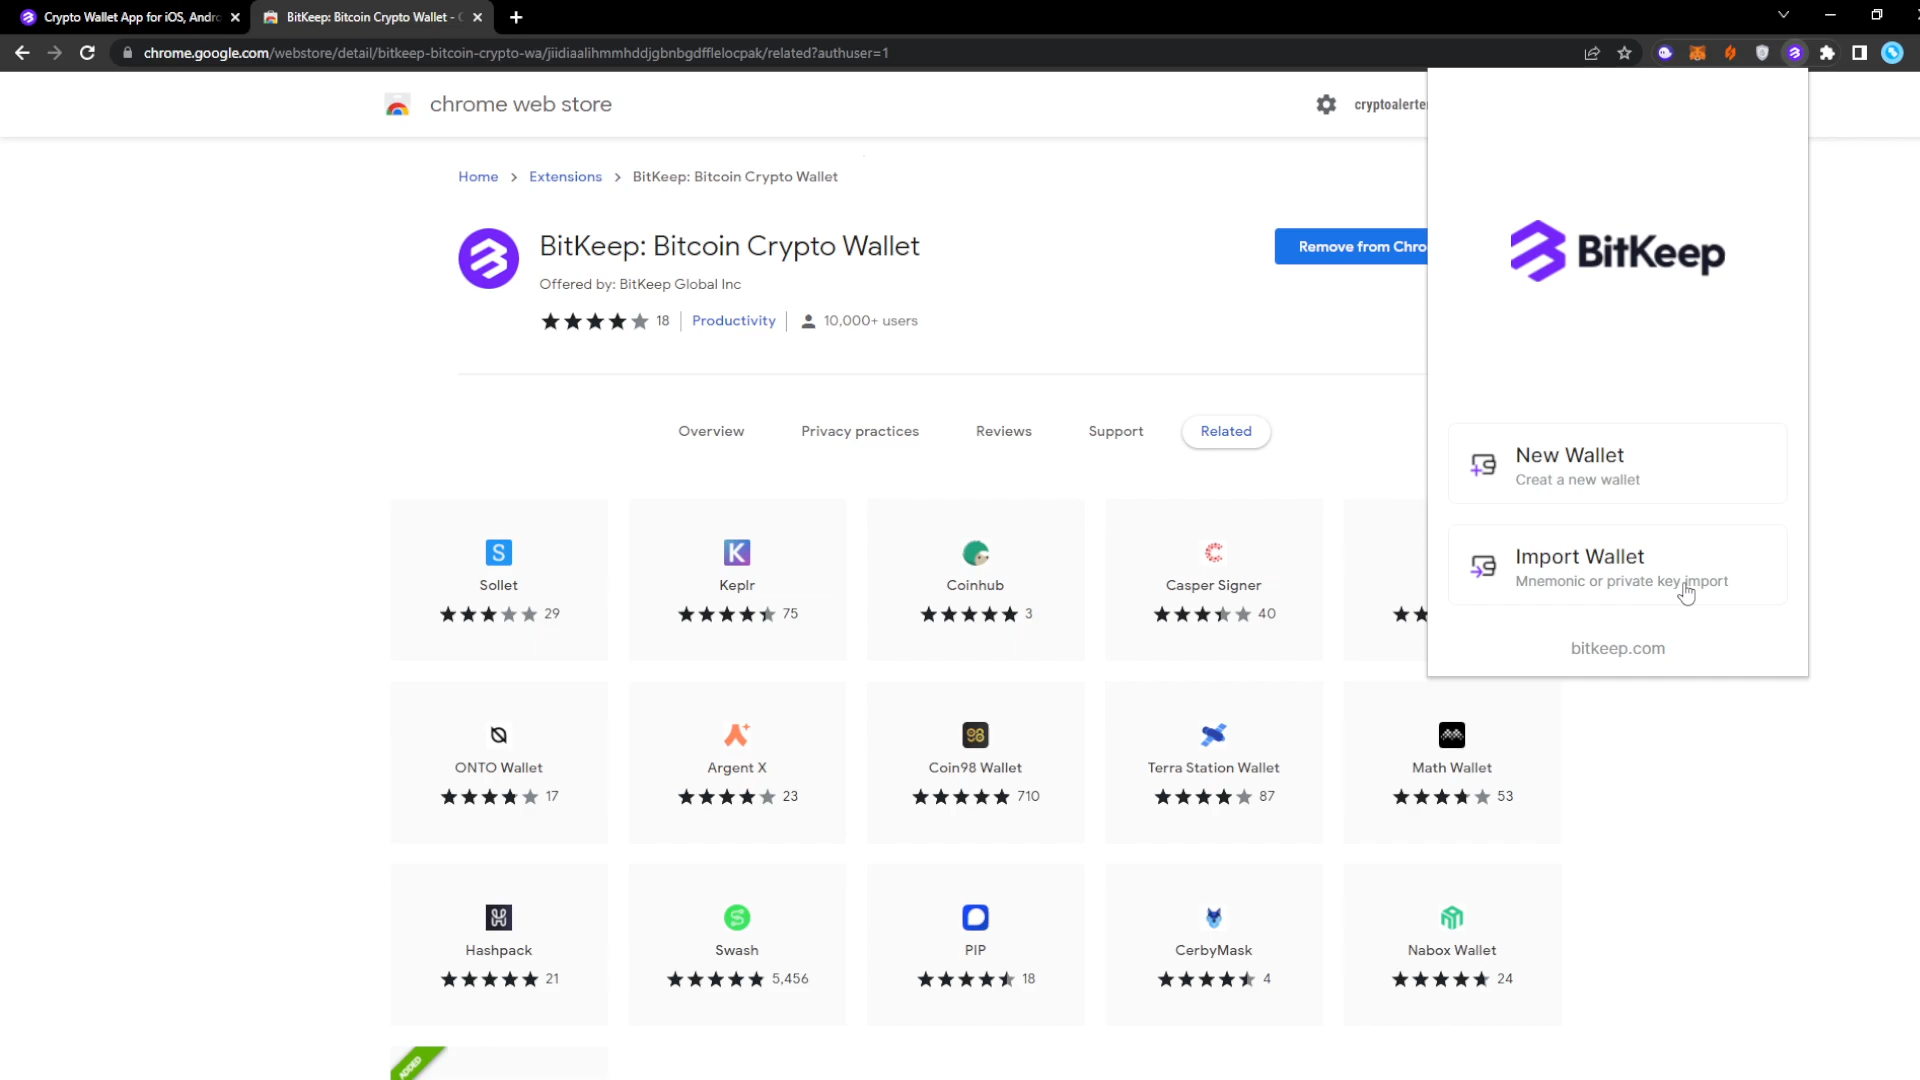 Crypto Wallet App for iOS, Andro
BitKeep: Bitcoin Crypto Wallet -
chrome.google.com/webstore/detail/bitkeep-bitcoin-crypto-wa/jiidiaalihmmhddjgbnbgdfflelocpak/related?authuser=1
chrome web store
cryptoalerte
Home > Extensions > BitKeep: Bitcoin Crypto Wallet
BitKeep: Bitcoin Crypto Wallet
Offered by: BitKeep Global Inc
18 Productivity 10,000+ users
Remove from Chro
Overview Privacy practices Reviews Support Related
BitKeep
New Wallet
Creat a new wallet
Import Wallet
Mnemonic or private key import
bitkeep.com
S K
Sollet Keplr Coinhub Casper Signer
29 75 3 40
98
ONTO Wallet Argent X Coin98 Wallet Terra Station Wallet Math Wallet
17 23 710 87 53
Hashpack Swash PIP CerbyMask Nabox Wallet
21 5,456 18 4 24
ADDED